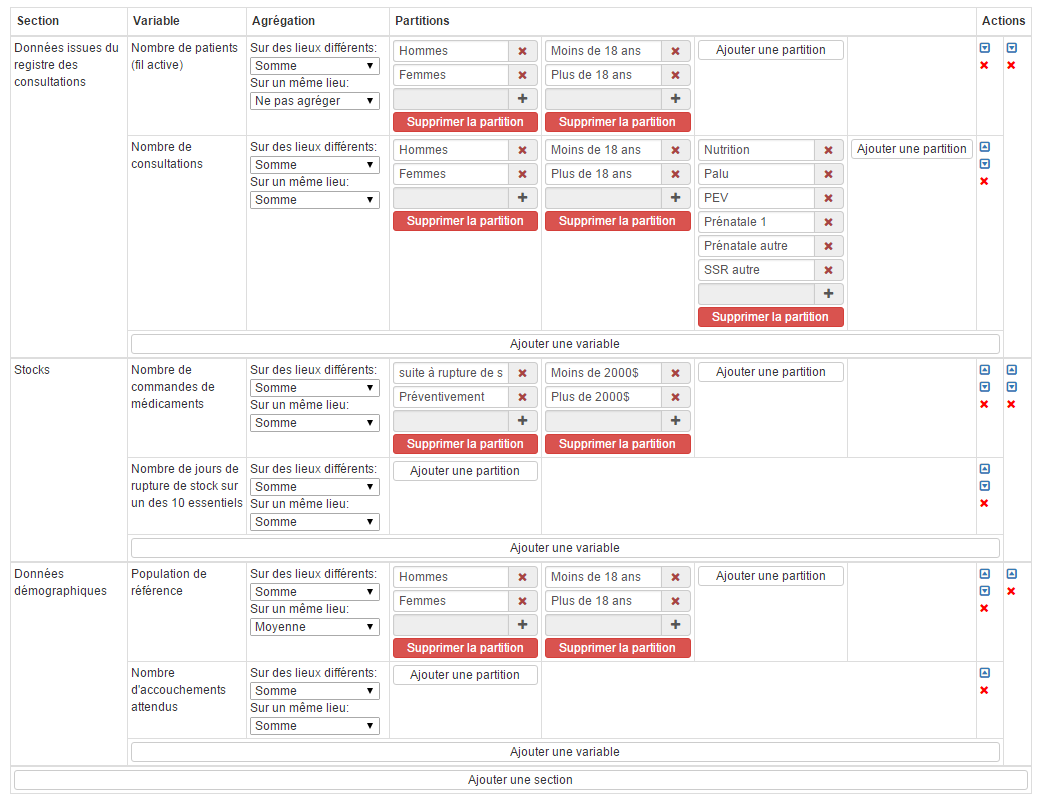 Section Variable Agrégation Partitions Actions
Données issues du registre des consultations
Nombre de patients (fil active)
Sur des lieux différents:
Somme
Sur un même lieu:
Ne pas agréger
Hommes
Femmes
Supprimer la partition
Moins de 18 ans
Plus de 18 ans
Supprimer la partition
Ajouter une partition
Nombre de consultations
Sur des lieux différents:
Somme
Sur un même lieu:
Somme
Hommes
Femmes
Supprimer la partition
Moins de 18 ans
Plus de 18 ans
Supprimer la partition
Nutrition
Palu
PEV
Prénatale 1
Prénatale autre
SSR autre
Supprimer la partition
Ajouter une partition
Ajouter une variable
Stocks
Nombre de commandes de médicaments
Sur des lieux différents:
Somme
Sur un même lieu:
Somme
suite à rupture de s
Préventivement
Supprimer la partition
Moins de 2000$
Plus de 2000$
Supprimer la partition
Ajouter une partition
Nombre de jours de rupture de stock sur un des 10 essentiels
Sur des lieux différents:
Somme
Sur un même lieu:
Somme
Ajouter une partition
Ajouter une variable
Données démographiques
Population de référence
Sur des lieux différents:
Somme
Sur un même lieu:
Moyenne
Hommes
Femmes
Supprimer la partition
Moins de 18 ans
Plus de 18 ans
Supprimer la partition
Ajouter une partition
Nombre d'accouchements attendus
Sur des lieux différents:
Somme
Sur un même lieu:
Somme
Ajouter une partition
Ajouter une variable
Ajouter une section